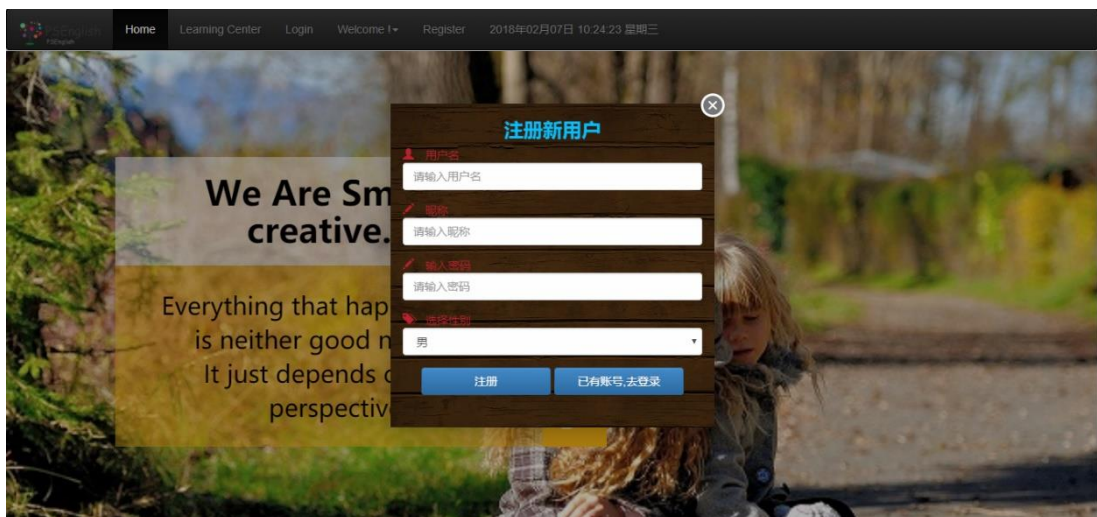 FSEnglish
FSEnglish
Home Learning Center Login Welcome ! Register 2018年02月07日 10:24:23 星期三
注册新用户
用户名
请输入用户名
昵称
请输入昵称
输入密码
请输入密码
选择性别
男
注册 已有账号,去登录
We Are Sm
creative.
Everything that hap
is neither good n
It just depends o
perspectiv